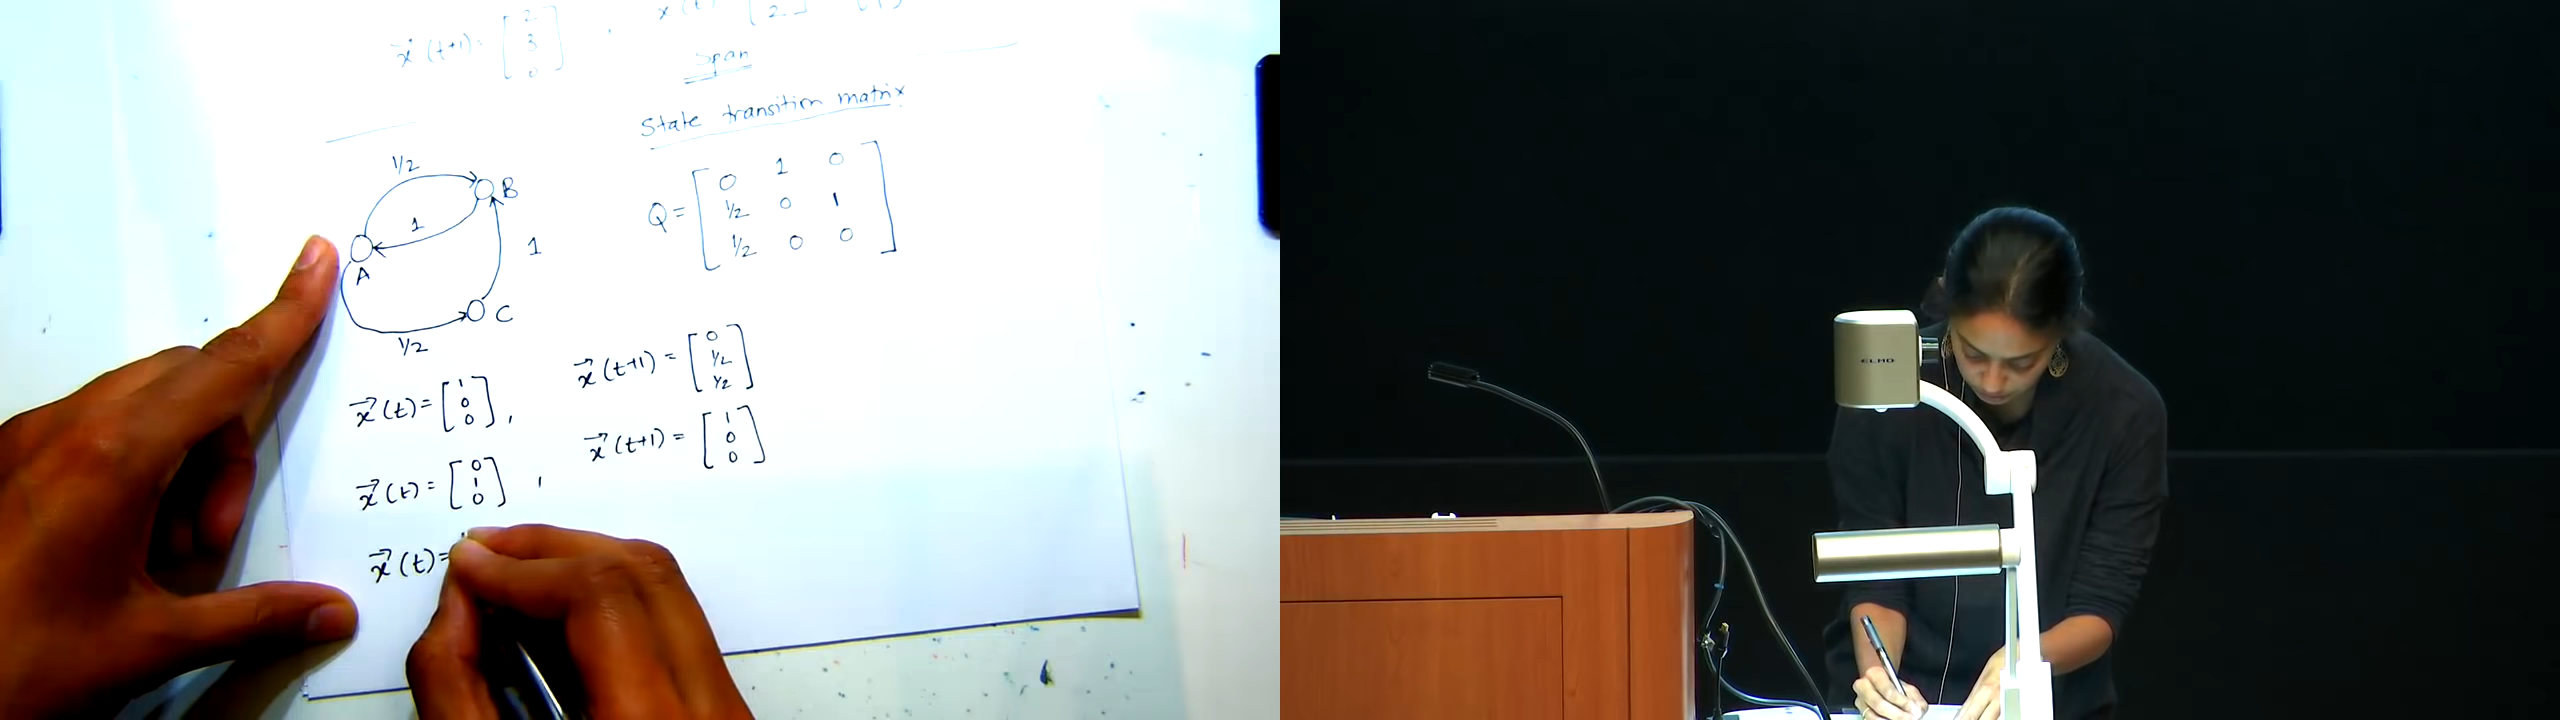 x⃗ (t+1) = [ 2 3 0 ] ,
Span
State transition matrix
1/2
B
1
A
1
C
1/2
Q = [ 0 1 0
1/2 0 1
1/2 0 0 ]
x⃗ (t) = [ 1 0 0 ] , x⃗ (t+1) = [ 0 1/2 1/2 ]
x⃗ (t) = [ 0 1 0 ] , x⃗ (t+1) = [ 1 0 0 ]
x⃗ (t) =
ELMO